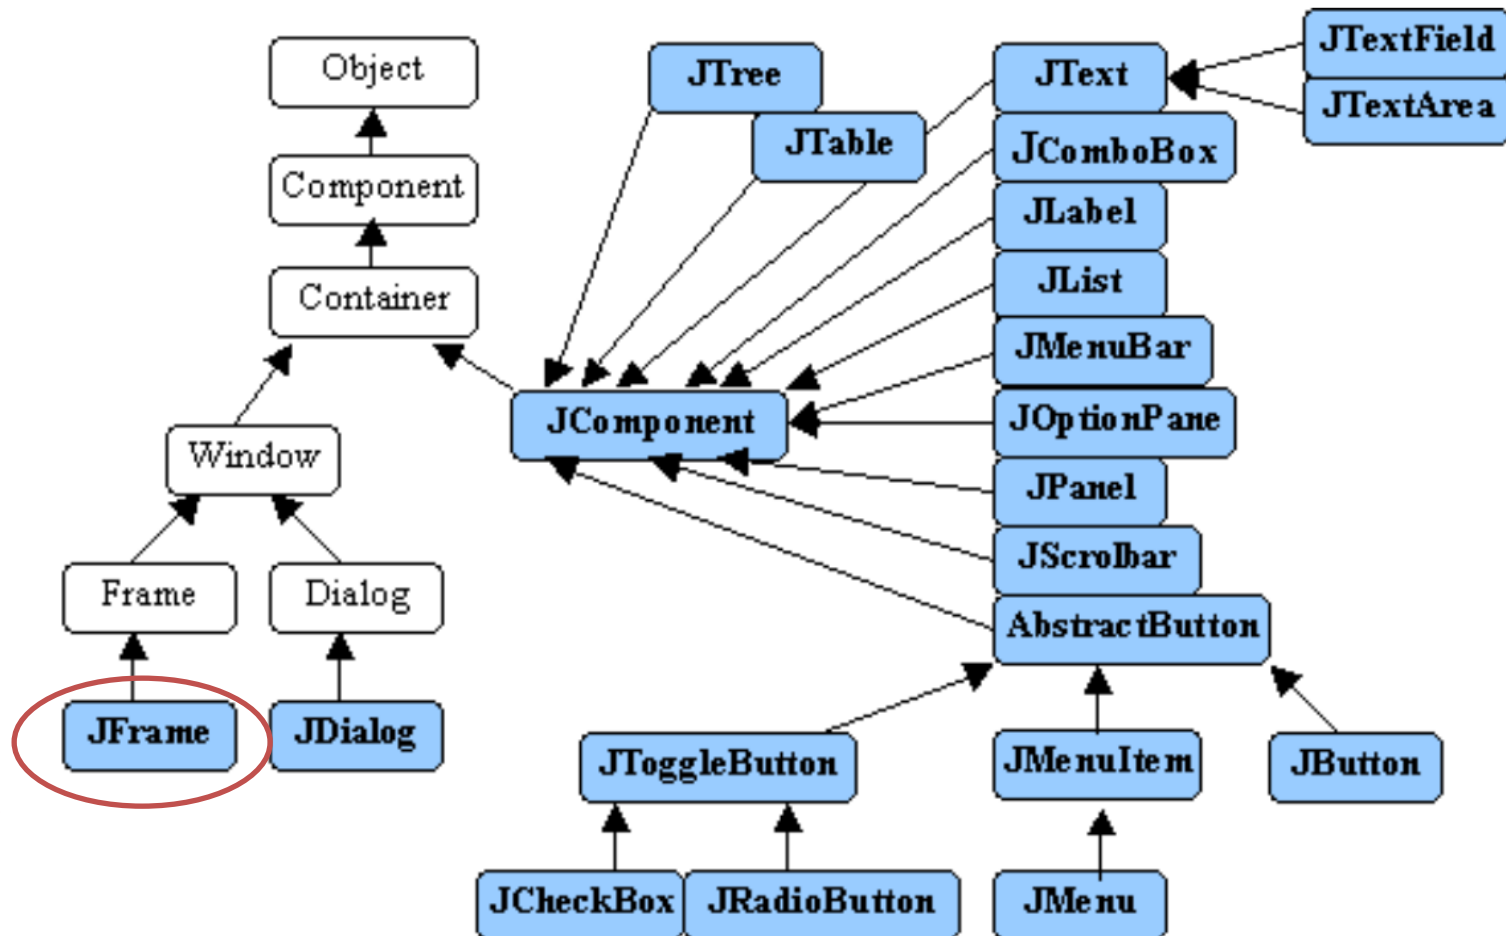 Object
Component
Container
Window
Frame
Dialog
JFrame
JDialog
JTree
JTable
JComponent
JText
JTextField
JTextArea
JComboBox
JLabel
JList
JMenuBar
JOptionPane
JPanel
JScrollbar
AbstractButton
JToggleButton
JMenuItem
JButton
JCheckBox
JRadioButton
JMenu